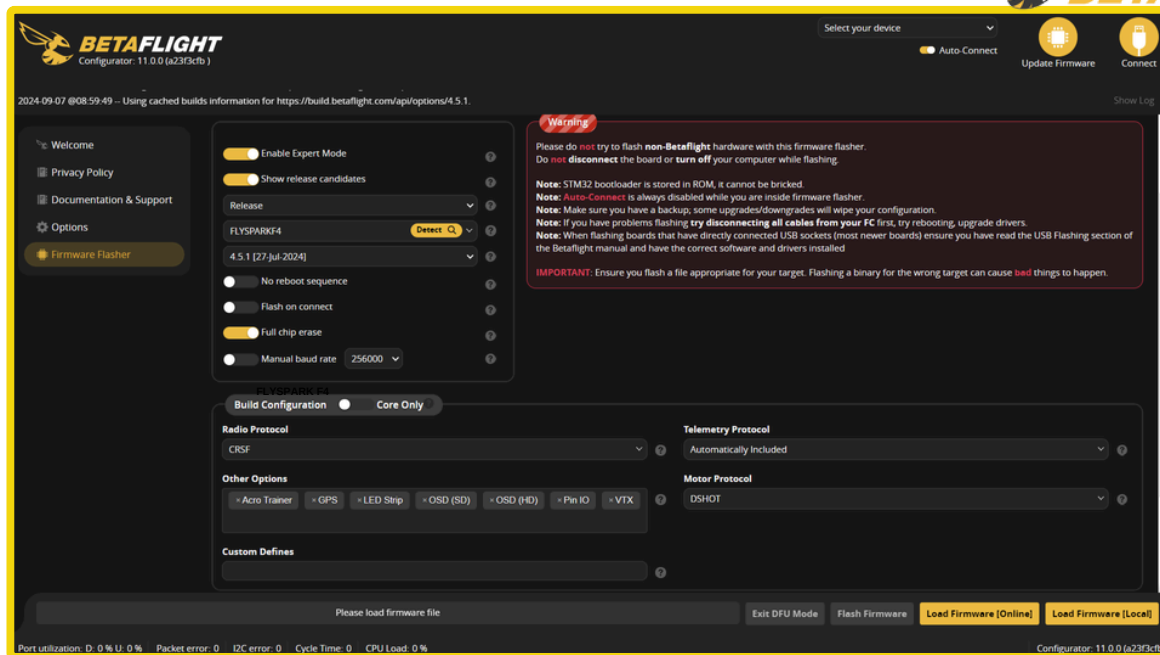 BETAFLIGHT
Configurator: 11.0.0 (a23f3cfb )
Select your device
Auto-Connect
Update Firmware
Connect
2024-09-07 @08:59:49 -- Using cached builds information for https://build.betaflight.com/api/options/4.5.1.
Show Log
Welcome
Privacy Policy
Documentation & Support
Options
Firmware Flasher
Enable Expert Mode
Show release candidates
Release
FLYSPARKF4
Detect
4.5.1 [27-Jul-2024]
No reboot sequence
Flash on connect
Full chip erase
Manual baud rate 256000
Warning
Please do not try to flash non-Betaflight hardware with this firmware flasher.
Do not disconnect the board or turn off your computer while flashing.
Note: STM32 bootloader is stored in ROM, it cannot be bricked.
Note: Auto-Connect is always disabled while you are inside firmware flasher.
Note: Make sure you have a backup; some upgrades/downgrades will wipe your configuration.
Note: If you have problems flashing try disconnecting all cables from your FC first, try rebooting, upgrade drivers.
Note: When flashing boards that have directly connected USB sockets (most newer boards) ensure you have read the USB Flashing section of
the Betaflight manual and have the correct software and drivers installed
IMPORTANT: Ensure you flash a file appropriate for your target. Flashing a binary for the wrong target can cause bad things to happen.
FLYSPARK F4
Build Configuration Core Only
Radio Protocol
CRSF
Telemetry Protocol
Automatically Included
Other Options
×Acro Trainer ×GPS ×LED Strip ×OSD (SD) ×OSD (HD) ×Pin IO ×VTX
Motor Protocol
DSHOT
Custom Defines
Please load firmware file
Exit DFU Mode
Flash Firmware
Load Firmware [Online]
Load Firmware [Local]
Port utilization: D: 0 % U: 0 % Packet error: 0 I2C error: 0 Cycle Time: 0 CPU Load: 0 %
Configurator: 11.0.0 (a23f3cfb